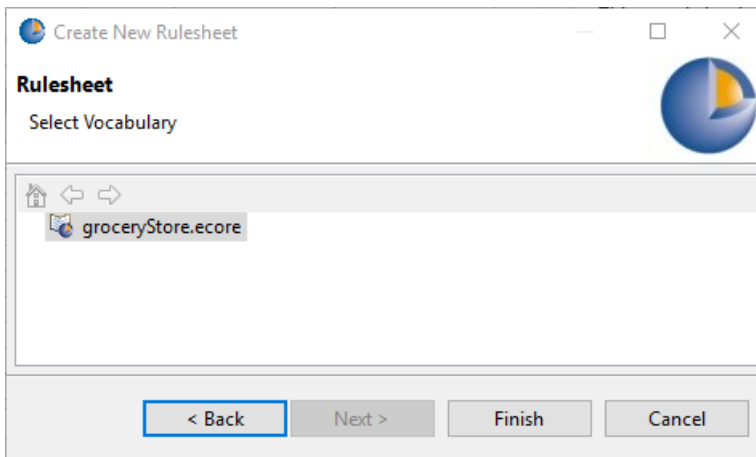 Create New Rulesheet
Rulesheet
Select Vocabulary
groceryStore.ecore
< Back Next > Finish Cancel